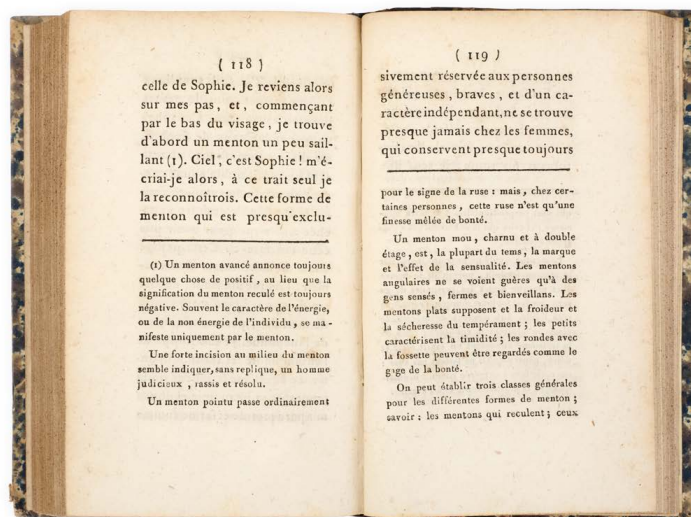 ( 118 )
celle de Sophie. Je reviens alors
sur mes pas, et, commençant
par le bas du visage, je trouve
d'abord un menton un peu sail-
lant (1). Ciel, c'est Sophie ! m'é-
criai-je alors, à ce trait seul je
la reconnoîtrois. Cette forme de
menton qui est presqu'exclu-
(1) Un menton avancé annonce toujours
quelque chose de positif, au lieu que la
signification du menton reculé est toujours
négative. Souvent le caractère de l'énergie,
ou de la non énergie de l'individu, se ma-
nifeste uniquement par le menton.
Une forte incision au milieu du menton
semble indiquer, sans replique, un homme
judicieux, rassis et résolu.
Un menton pointu passe ordinairement
( 119 )
sivement réservée aux personnes
généreuses, braves, et d'un ca-
ractère indépendant, ne se trouve
presque jamais chez les femmes,
qui conservent presque toujours
pour le signe de la ruse : mais, chez cer-
taines personnes, cette ruse n'est qu'une
finesse mêlée de bonté.
Un menton mou, charnu et à double
étage, est, la plupart du tems, la marque
et l'effet de la sensualité. Les mentons
angulaires ne se voient guères qu'à des
gens sensés, fermes et bienveillans. Les
mentons plats supposent et la froideur et
la sécheresse du tempérament ; les petits
caractérisent la timidité ; les rondes avec
la fossette peuvent être regardés comme le
gage de la bonté.
On peut établir trois classes générales
pour les différentes formes de menton ;
savoir : les mentons qui reculent ; ceux